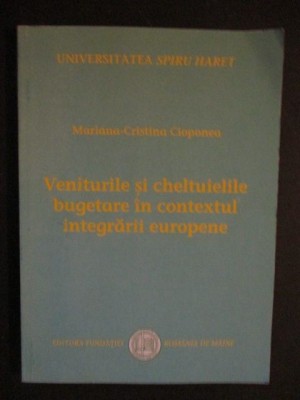 UNIVERSITATEA SPIRU HARET
Mariana-Cristina Cioponea
Veniturile și cheltuielile
bugetare în contextul
integrării europene
EDITURA FUNDAȚIEI ROMÂNIA DE MÂINE